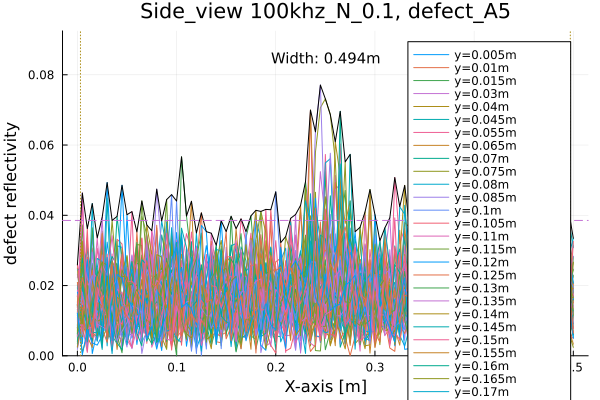 Side_view 100khz_N_0.1, defect_A5
Width: 0.494m
defect reflectivity
0.08
0.06
0.04
0.02
0.00
0.0
0.1
0.2
0.3
.5
X-axis [m]
y=0.005m
y=0.01m
y=0.015m
y=0.03m
y=0.04m
y=0.045m
y=0.055m
y=0.065m
y=0.07m
y=0.075m
y=0.08m
y=0.085m
y=0.1m
y=0.105m
y=0.11m
y=0.115m
y=0.12m
y=0.125m
y=0.13m
y=0.135m
y=0.14m
y=0.145m
y=0.15m
y=0.155m
y=0.16m
y=0.165m
y=0.17m